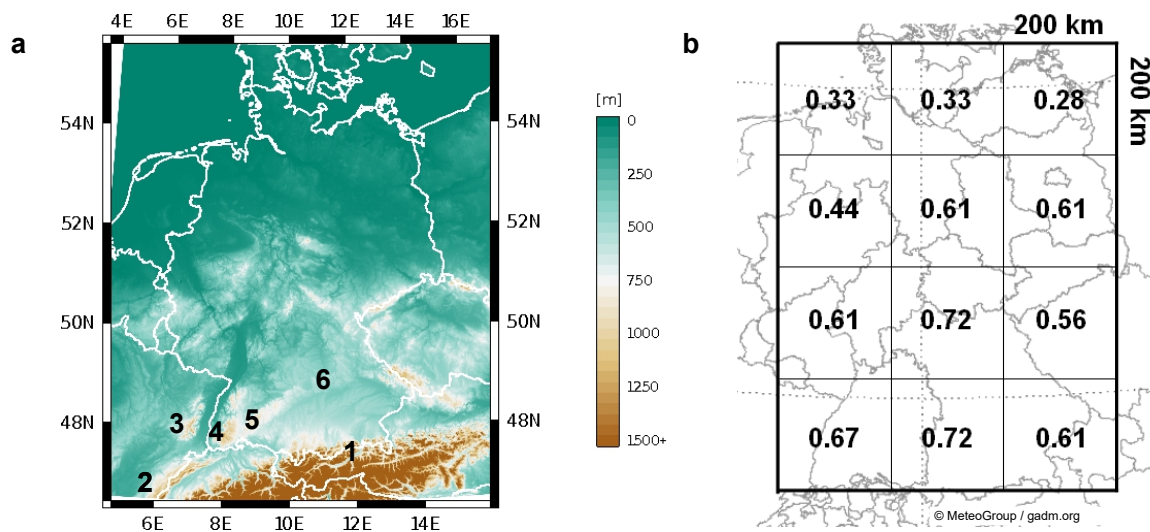 a
4E 6E 8E 10E 12E 14E 16E
54N 54N
52N 52N
50N 50N
48N 48N
6
5
3
4
1
2
6E 8E 10E 12E 14E
[m]
0
250
500
750
1000
1250
1500+
b
200 km
200 km
0.33 0.33 0.28
0.44 0.61 0.61
0.61 0.72 0.56
0.67 0.72 0.61
© MeteoGroup / gadm.org